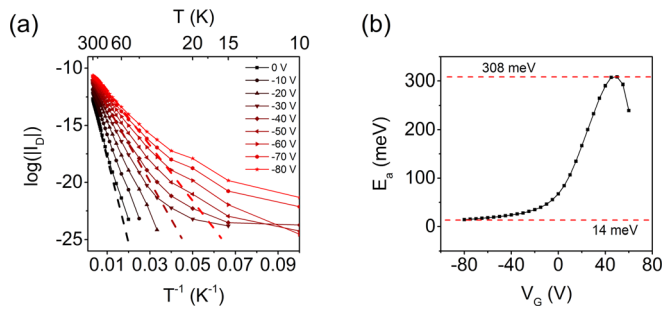 (a)
T (K)
300 60 20 15 10
-10
-15
-20
-25
log(|I_D|)
0 V
-10 V
-20 V
-30 V
-40 V
-50 V
-60 V
-70 V
-80 V
0.01 0.03 0.05 0.07 0.09
T⁻¹ (K⁻¹)
(b)
308 meV
300
200
100
0
E_a (meV)
14 meV
-80 -40 0 40 80
V_G (V)